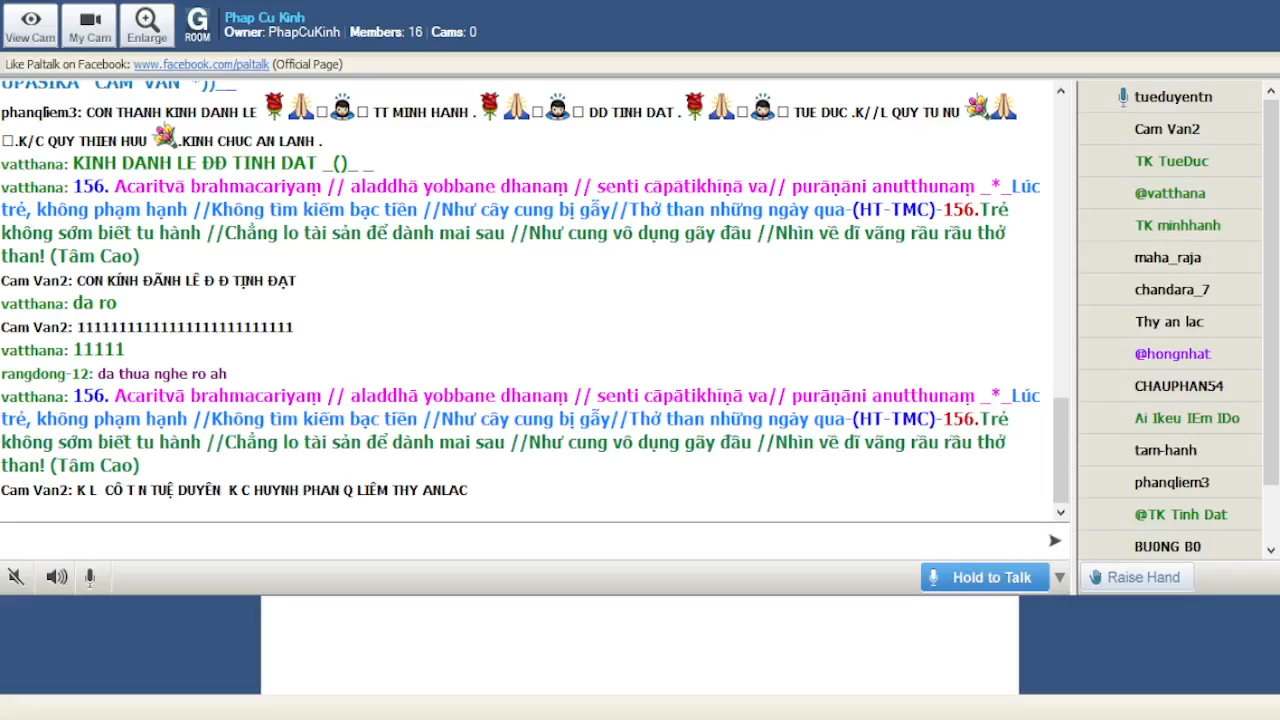 View Cam
My Cam
Enlarge
G
ROOM
Phap Cu Kinh
Owner: PhapCuKinh | Members: 16 | Cams: 0
Like Paltalk on Facebook: www.facebook.com/paltalk (Official Page)
UPASIKA CAM VAN *))__
phanqliem3: CON THANH KINH DANH LE TT MINH HANH . DD TINH DAT . TUE DUC .K//L QUY TU NU
.K/C QUY THIEN HUU .KINH CHUC AN LANH .
vatthana: KINH DANH LE ĐĐ TINH DAT _()_ _
vatthana: 156. Acaritvā brahmacariyaṃ // aladdhā yobbane dhanaṃ // senti cāpātikhīṇā va// purāṇāni anutthunaṃ _*_Lúc
trẻ, không phạm hạnh //Không tìm kiếm bạc tiền //Như cây cung bị gẫy//Thở than những ngày qua-(HT-TMC)-156.Trẻ
không sớm biết tu hành //Chẳng lo tài sản để dành mai sau //Như cung vô dụng gãy đâu //Nhìn về dĩ vãng rầu rầu thở
than! (Tâm Cao)
Cam Van2: CON KÍNH ĐÃNH LÊ Đ Đ TỊNH ĐẠT
vatthana: da ro
Cam Van2: 11111111111111111111111111
vatthana: 11111
rangdong-12: da thua nghe ro ah
vatthana: 156. Acaritvā brahmacariyaṃ // aladdhā yobbane dhanaṃ // senti cāpātikhīṇā va// purāṇāni anutthunaṃ _*_Lúc
trẻ, không phạm hạnh //Không tìm kiếm bạc tiền //Như cây cung bị gẫy//Thở than những ngày qua-(HT-TMC)-156.Trẻ
không sớm biết tu hành //Chẳng lo tài sản để dành mai sau //Như cung vô dụng gãy đâu //Nhìn về dĩ vãng rầu rầu thở
than! (Tâm Cao)
Cam Van2: K L CÔ T N TUỆ DUYÊN K C HUYNH PHAN Q LIÊM THY ANLAC
tueduyentn
Cam Van2
TK TueDuc
@vatthana
TK minhhanh
maha_raja
chandara_7
Thy an lac
@hongnhat
CHAUPHAN54
Ai Ikeu IEm IDo
tam-hanh
phanqliem3
@TK Tinh Dat
BU0NG B0
Hold to Talk
Raise Hand